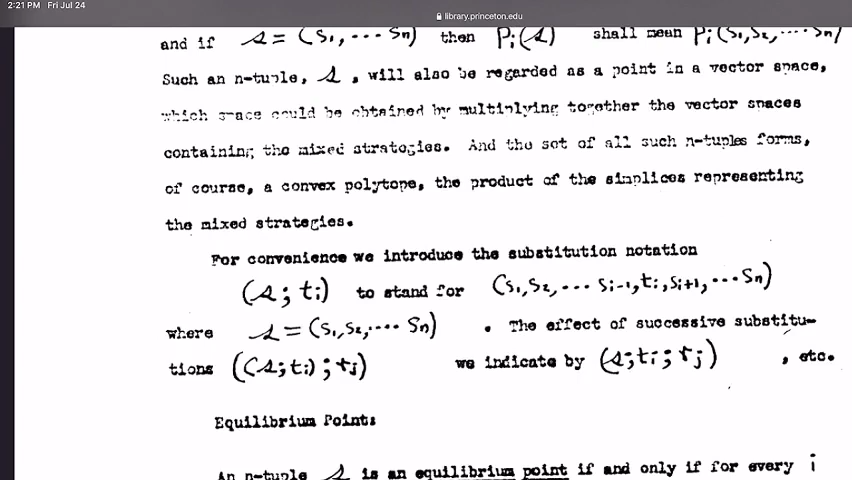 2:21 PM Fri Jul 24
library.princeton.edu
and if 𝓈 = (s₁, ··· sₙ) then pᵢ(𝓈) shall mean pᵢ(s₁, s₂, ···· sₙ)
Such an n-tuple, 𝓈, will also be regarded as a point in a vector space,
which space could be obtained by multiplying together the vector spaces
containing the mixed strategies. And the set of all such n-tuples forms,
of course, a convex polytope, the product of the simplices representing
the mixed strategies.
For convenience we introduce the substitution notation
(𝓈; tᵢ) to stand for (s₁, s₂, ··· sᵢ₋₁, tᵢ, sᵢ₊₁, ··· sₙ)
where 𝓈 = (s₁, s₂, ···· sₙ) . The effect of successive substitu-
tions ((𝓈; tᵢ); rⱼ) we indicate by (𝓈; tᵢ; rⱼ) , etc.
Equilibrium Point:
An n-tuple 𝓈 is an equilibrium point if and only if for every i